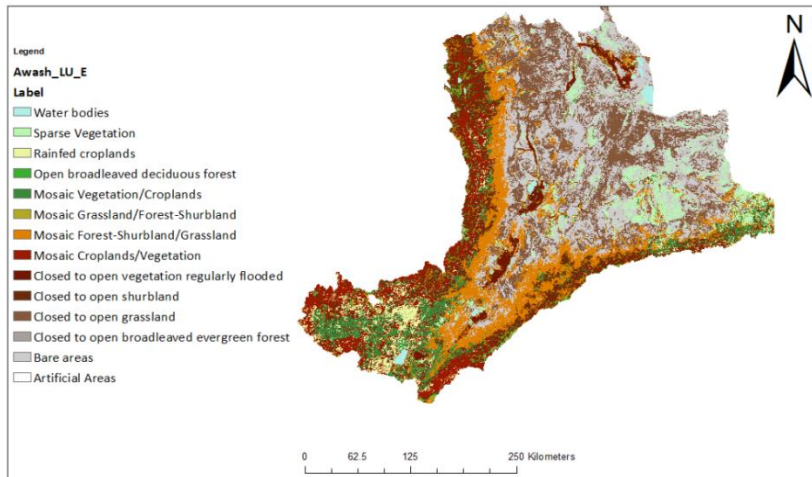 N
Legend
Awash_LU_E
Label
Water bodies
Sparse Vegetation
Rainfed croplands
Open broadleaved deciduous forest
Mosaic Vegetation/Croplands
Mosaic Grassland/Forest-Shurbland
Mosaic Forest-Shurbland/Grassland
Mosaic Croplands/Vegetation
Closed to open vegetation regularly flooded
Closed to open shurbland
Closed to open grassland
Closed to open broadleaved evergreen forest
Bare areas
Artificial Areas
0 62.5 125 250 Kilometers